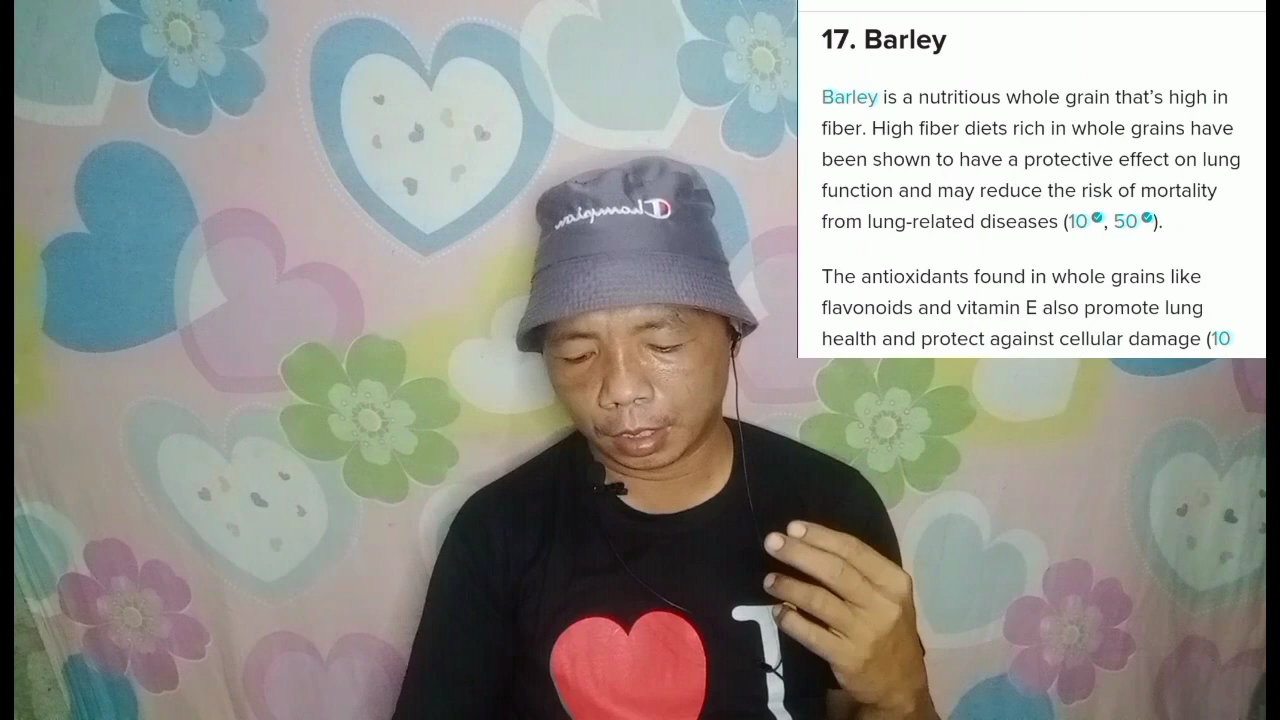 17. Barley
Barley is a nutritious whole grain that's high in
fiber. High fiber diets rich in whole grains have
been shown to have a protective effect on lung
function and may reduce the risk of mortality
from lung-related diseases (10, 50).
The antioxidants found in whole grains like
flavonoids and vitamin E also promote lung
health and protect against cellular damage (10
Champion
I